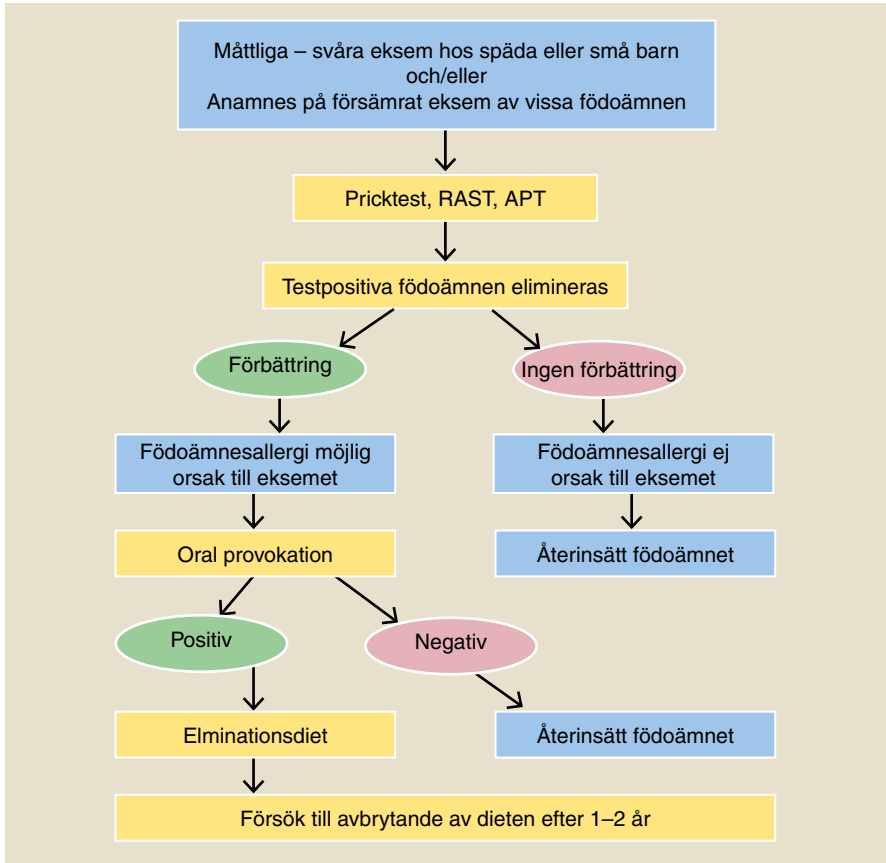 Måttliga – svåra eksem hos späda eller små barn
och/eller
Anamnes på försämrat eksem av vissa födoämnen
Pricktest, RAST, APT
Testpositiva födoämnen elimineras
Förbättring
Ingen förbättring
Födoämnesallergi möjlig
orsak till eksemet
Födoämnesallergi ej
orsak till eksemet
Oral provokation
Återinsätt födoämnet
Positiv
Negativ
Elminationsdiet
Återinsätt födoämnet
Försök till avbrytande av dieten efter 1–2 år